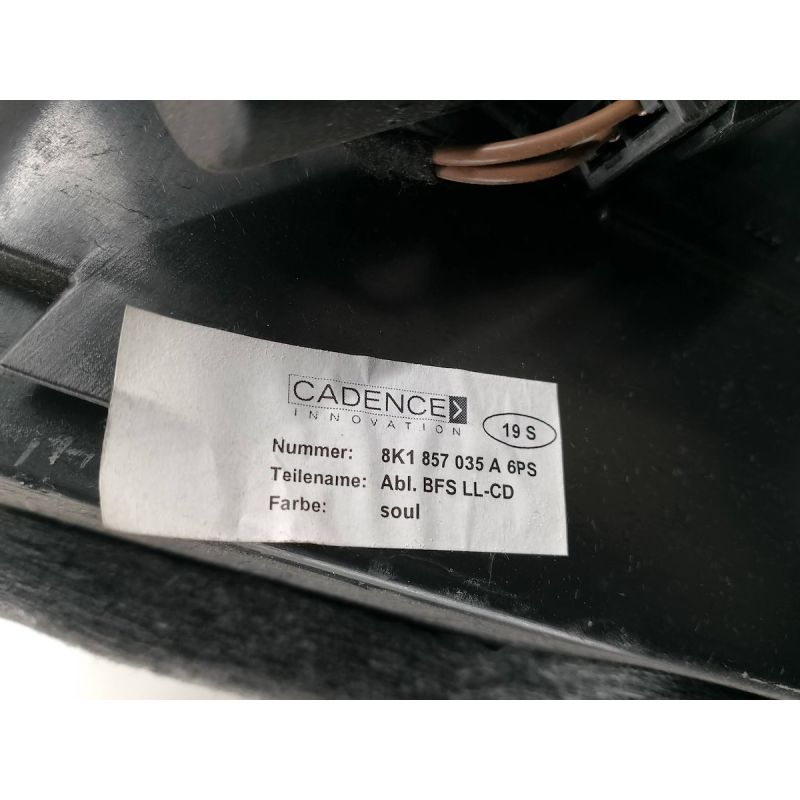 CADENCE
INNOVATION
19 S
Nummer: 8K1 857 035 A 6PS
Teilename: Abl. BFS LL-CD
Farbe: soul